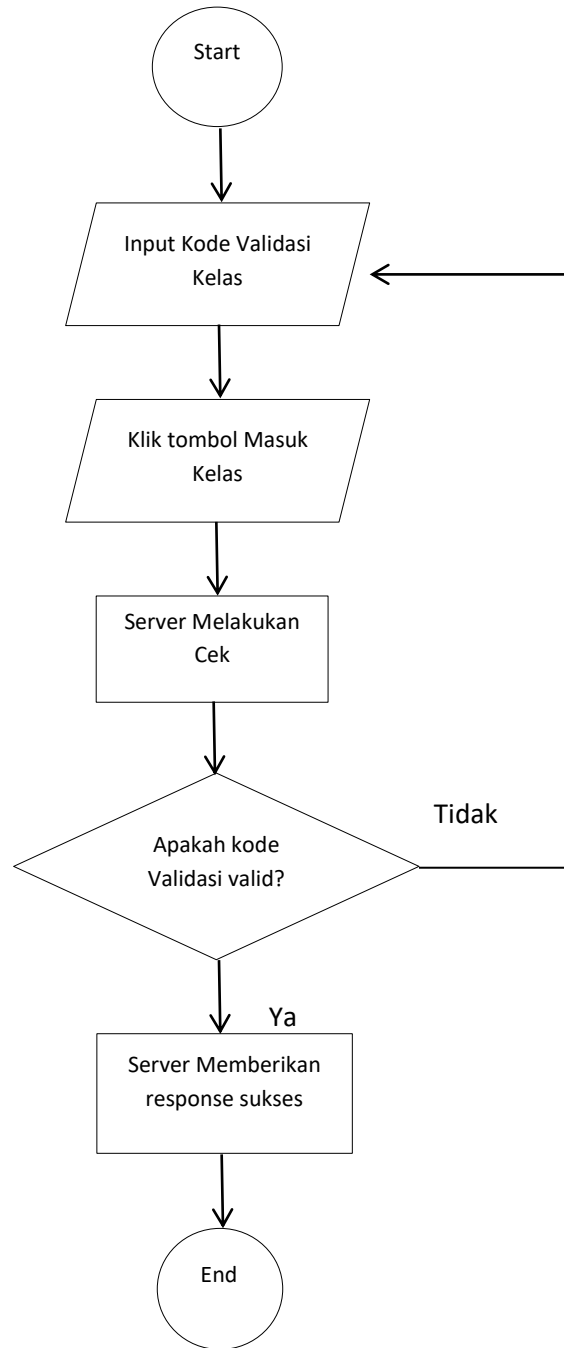 Start
Input Kode Validasi
Kelas
Klik tombol Masuk
Kelas
Server Melakukan
Cek
Tidak
Apakah kode
Validasi valid?
Ya
Server Memberikan
response sukses
End